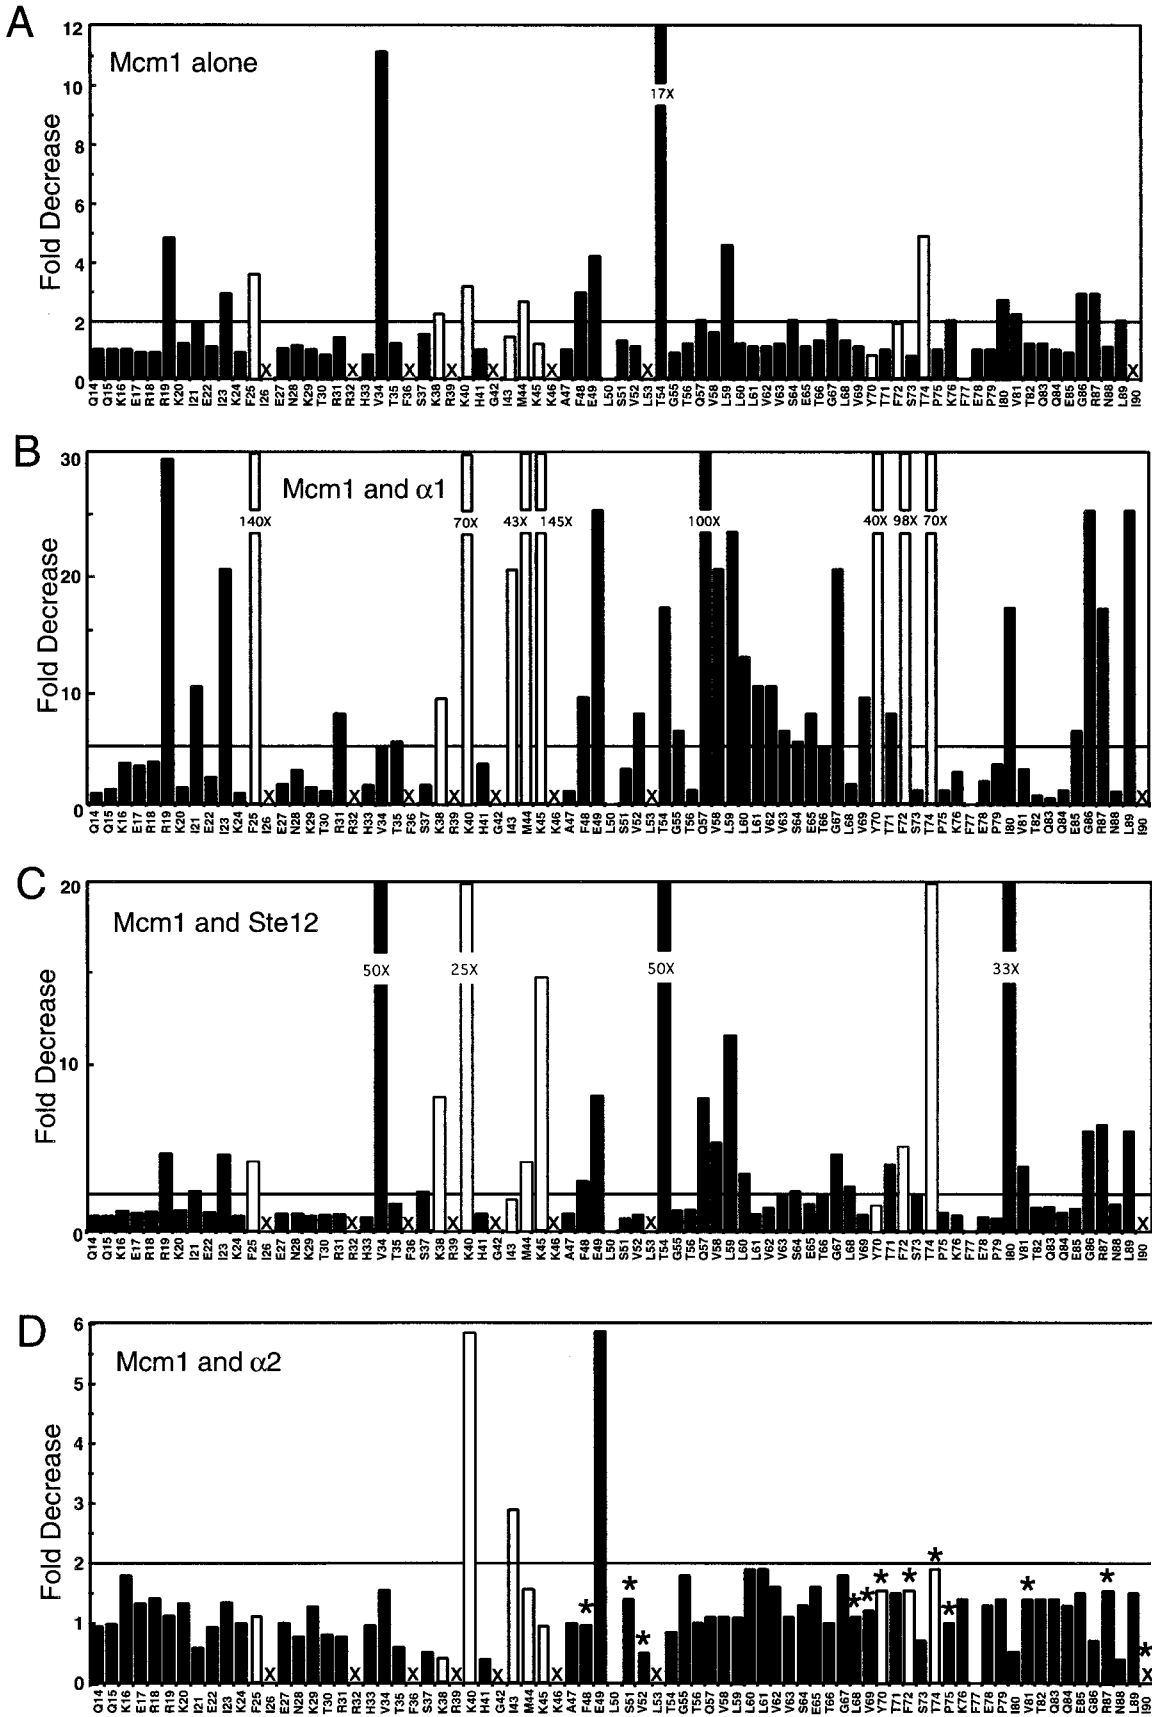 A
Mcm1 alone
Fold Decrease
12
10
8
6
4
2
0
17X
X X X X X X X X
Q14 Q15 K16 E17 R18 R19 K20 I21 E22 I23 K24 F25 I26 E27 N28 K29 T30 R31 R32 H33 V34 T35 F36 S37 K38 R39 K40 H41 G42 I43 M44 K45 K46 A47 F48 E49 L50 S51 V52 L53 T54 G55 T56 Q57 V58 L59 L60 L61 V62 V63 S64 E65 T66 G67 L68 V69 Y70 T71 F72 S73 T74 P75 K76 F77 E78 P79 I80 V81 T82 Q83 Q84 E85 G86 R87 N88 L89 I90
B
Mcm1 and α1
Fold Decrease
30
20
10
0
140X 70X 43X 145X 100X 40X 98X 70X
X X X X X X X X
Q14 Q15 K16 E17 R18 R19 K20 I21 E22 I23 K24 F25 I26 E27 N28 K29 T30 R31 R32 H33 V34 T35 F36 S37 K38 R39 K40 H41 G42 I43 M44 K45 K46 A47 F48 E49 L50 S51 V52 L53 T54 G55 T56 Q57 V58 L59 L60 L61 V62 V63 S64 E65 T66 G67 L68 V69 Y70 T71 F72 S73 T74 P75 K76 F77 E78 P79 I80 V81 T82 Q83 Q84 E85 G86 R87 N88 L89 I90
C
Mcm1 and Ste12
Fold Decrease
20
10
0
50X 25X 50X 33X
X X X X X X X X
Q14 Q15 K16 E17 R18 R19 K20 I21 E22 I23 K24 F25 I26 E27 N28 K29 T30 R31 R32 H33 V34 T35 F36 S37 K38 R39 K40 H41 G42 I43 M44 K45 K46 A47 F48 E49 L50 S51 V52 L53 T54 G55 T56 Q57 V58 L59 L60 L61 V62 V63 S64 E65 T66 G67 L68 V69 Y70 T71 F72 S73 T74 P75 K76 F77 E78 P79 I80 V81 T82 Q83 Q84 E85 G86 R87 N88 L89 I90
D
Mcm1 and α2
Fold Decrease
6
5
4
3
2
1
0
* * * * * * * * * * * *
X X X X X X X X
Q14 Q15 K16 E17 R18 R19 K20 I21 E22 I23 K24 F25 I26 E27 N28 K29 T30 R31 R32 H33 V34 T35 F36 S37 K38 R39 K40 H41 G42 I43 M44 K45 K46 A47 F48 E49 L50 S51 V52 L53 T54 G55 T56 Q57 V58 L59 L60 L61 V62 V63 S64 E65 T66 G67 L68 V69 Y70 T71 F72 S73 T74 P75 K76 F77 E78 P79 I80 V81 T82 Q83 Q84 E85 G86 R87 N88 L89 I90